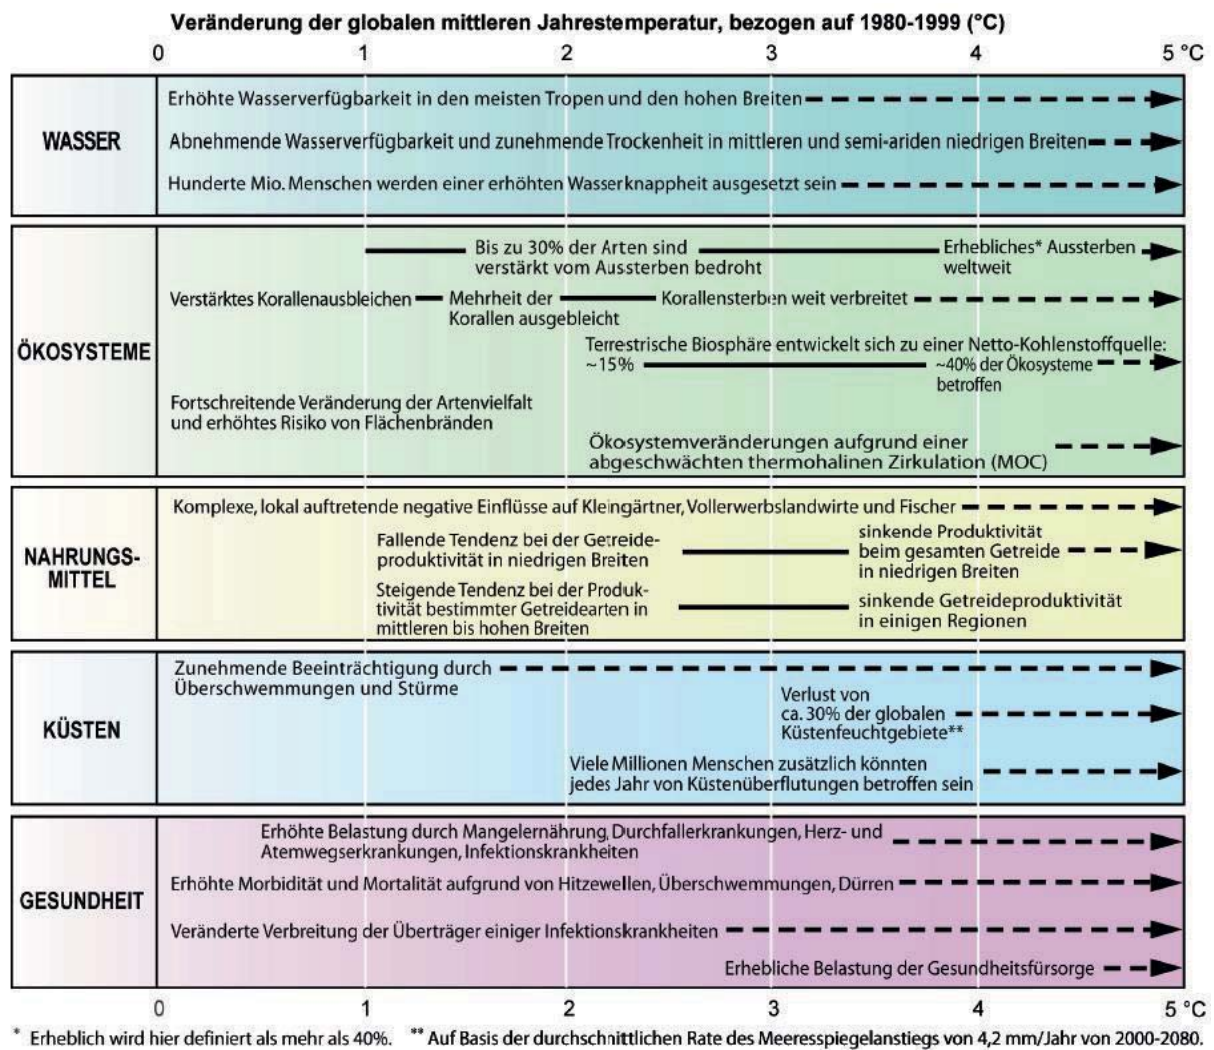 Veränderung der globalen mittleren Jahrestemperatur, bezogen auf 1980-1999 (°C)
0 1 2 3 4 5 °C
WASSER
Erhöhte Wasserverfügbarkeit in den meisten Tropen und den hohen Breiten
Abnehmende Wasserverfügbarkeit und zunehmende Trockenheit in mittleren und semi-ariden niedrigen Breiten
Hunderte Mio. Menschen werden einer erhöhten Wasserknappheit ausgesetzt sein
ÖKOSYSTEME
Bis zu 30% der Arten sind
verstärkt vom Aussterben bedroht
Erhebliches* Aussterben
weltweit
Verstärktes Korallenausbleichen
Mehrheit der
Korallen ausgebleicht
Korallensterben weit verbreitet
Terrestrische Biosphäre entwickelt sich zu einer Netto-Kohlenstoffquelle:
~15%
~40% der Ökosysteme
betroffen
Fortschreitende Veränderung der Artenvielfalt
und erhöhtes Risiko von Flächenbränden
Ökosystemveränderungen aufgrund einer
abgeschwächten thermohalinen Zirkulation (MOC)
NAHRUNGS-
MITTEL
Komplexe, lokal auftretende negative Einflüsse auf Kleingärtner, Vollerwerbslandwirte und Fischer
Fallende Tendenz bei der Getreide-
produktivität in niedrigen Breiten
sinkende Produktivität
beim gesamten Getreide
in niedrigen Breiten
Steigende Tendenz bei der Produk-
tivität bestimmter Getreidearten in
mittleren bis hohen Breiten
sinkende Getreideproduktivität
in einigen Regionen
KÜSTEN
Zunehmende Beeinträchtigung durch
Überschwemmungen und Stürme
Verlust von
ca. 30% der globalen
Küstenfeuchtgebiete**
Viele Millionen Menschen zusätzlich könnten
jedes Jahr von Küstenüberflutungen betroffen sein
GESUNDHEIT
Erhöhte Belastung durch Mangelernährung, Durchfallerkrankungen, Herz- und
Atemwegserkrankungen, Infektionskrankheiten
Erhöhte Morbidität und Mortalität aufgrund von Hitzewellen, Überschwemmungen, Dürren
Veränderte Verbreitung der Überträger einiger Infektionskrankheiten
Erhebliche Belastung der Gesundheitsfürsorge
0 1 2 3 4 5 °C
* Erheblich wird hier definiert als mehr als 40%. ** Auf Basis der durchschnittlichen Rate des Meeresspiegelanstiegs von 4,2 mm/Jahr von 2000-2080.